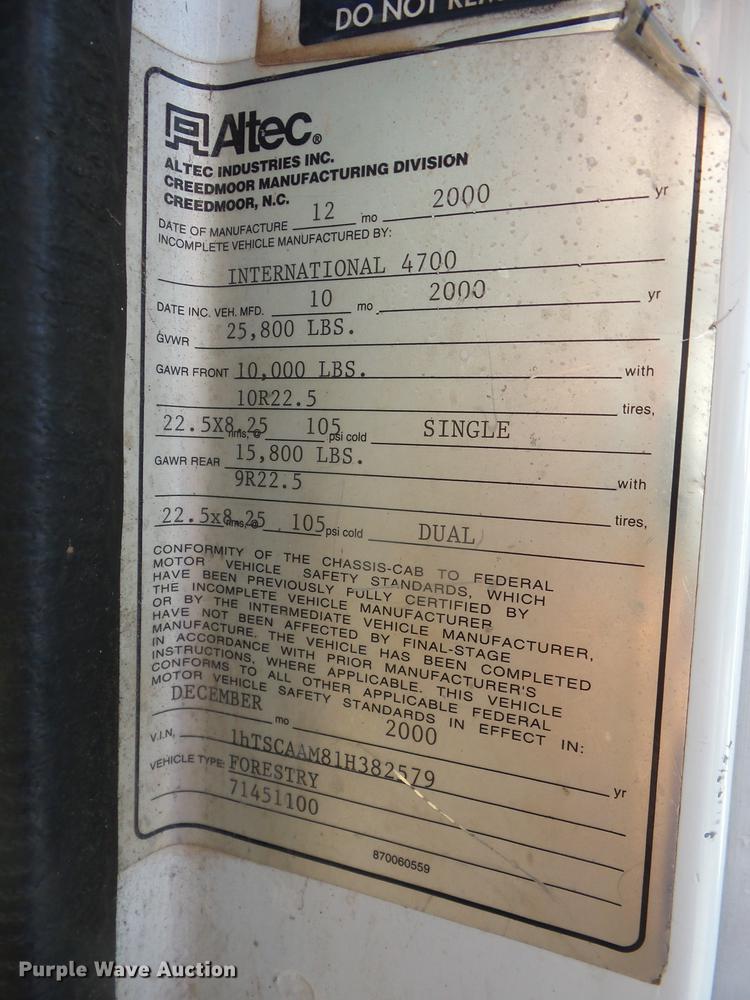 DO NOT
Altec®
ALTEC INDUSTRIES INC.
CREEDMOOR MANUFACTURING DIVISION
CREEDMOOR, N.C.
DATE OF MANUFACTURE 12 mo 2000 yr
INCOMPLETE VEHICLE MANUFACTURED BY:
INTERNATIONAL 4700
DATE INC. VEH. MFD. 10 mo 2000 yr
GVWR 25,800 LBS.
GAWR FRONT 10,000 LBS. with
10R22.5 tires,
22.5X8.25 rims, @ 105 psi cold SINGLE
GAWR REAR 15,800 LBS.
9R22.5 with
tires,
22.5x8.25 rims, @ 105 psi cold DUAL
CONFORMITY OF THE CHASSIS-CAB TO FEDERAL
MOTOR VEHICLE SAFETY STANDARDS, WHICH
HAVE BEEN PREVIOUSLY FULLY CERTIFIED BY
THE INCOMPLETE VEHICLE MANUFACTURER
OR BY THE INTERMEDIATE VEHICLE MANUFACTURER,
HAVE NOT BEEN AFFECTED BY FINAL-STAGE
MANUFACTURE. THE VEHICLE HAS BEEN COMPLETED
IN ACCORDANCE WITH PRIOR MANUFACTURER'S
INSTRUCTIONS, WHERE APPLICABLE. THIS VEHICLE
CONFORMS TO ALL OTHER APPLICABLE FEDERAL
MOTOR VEHICLE SAFETY STANDARDS IN EFFECT IN:
DECEMBER mo 2000 yr
V.I.N. 1hTSCAAM81H382579
VEHICLE TYPE: FORESTRY
71451100
870060559
Purple Wave Auction